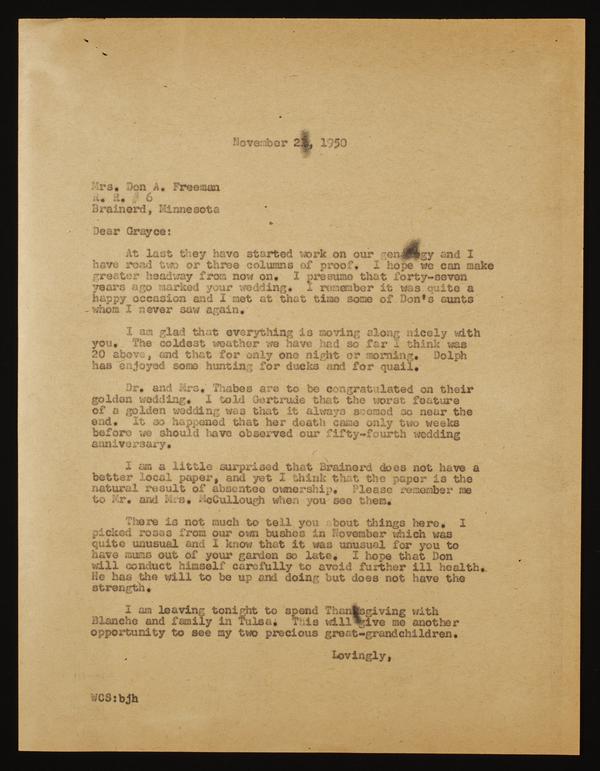 November 2, 1950
Mrs. Don A. Freeman
R. R. # 6
Brainerd, Minnesota
Dear Grayce:
At last they have started work on our and I
have read two or three columns of proof. I hope we can make
greater headway from now on. I presume that forty-seven
years ago marked your wedding. I remember it was quite a
happy occasion and I met at that time some of Don's aunts
whom I never saw again.
I am glad that everything is moving along nicely with
you. The coldest weather we have had so far I think was
20 above, and that for only one night or morning. Dolph
has enjoyed some hunting for ducks and for quail.
Dr. and Mrs. Thabes are to be congratulated on their
golden wedding. I told Gertrude that the worst feature
of a golden wedding was that it always seemed so near the
end. It so happened that her death came only two weeks
before we should have observed our fifty-fourth wedding
anniversary.
I am a little surprised that Brainerd does not have a
better local paper, and yet I think that the paper is the
natural result of absentee ownership. Please remember me
to Mr. and Mrs. McCullough when you see them.
There is not much to tell you about things here. I
picked roses from our own bushes in November which was
quite unusual and I know that it was unusual for you to
have mums out of your garden so late. I hope that Don
will conduct himself carefully to avoid further ill health.
He has the will to be up and doing but does not have the
strength.
I am leaving tonight to spend Thanksgiving with
Blanche and family in Tulsa. This will give me another
opportunity to see my two precious great-grandchildren.
Lovingly,
WCS:bjh